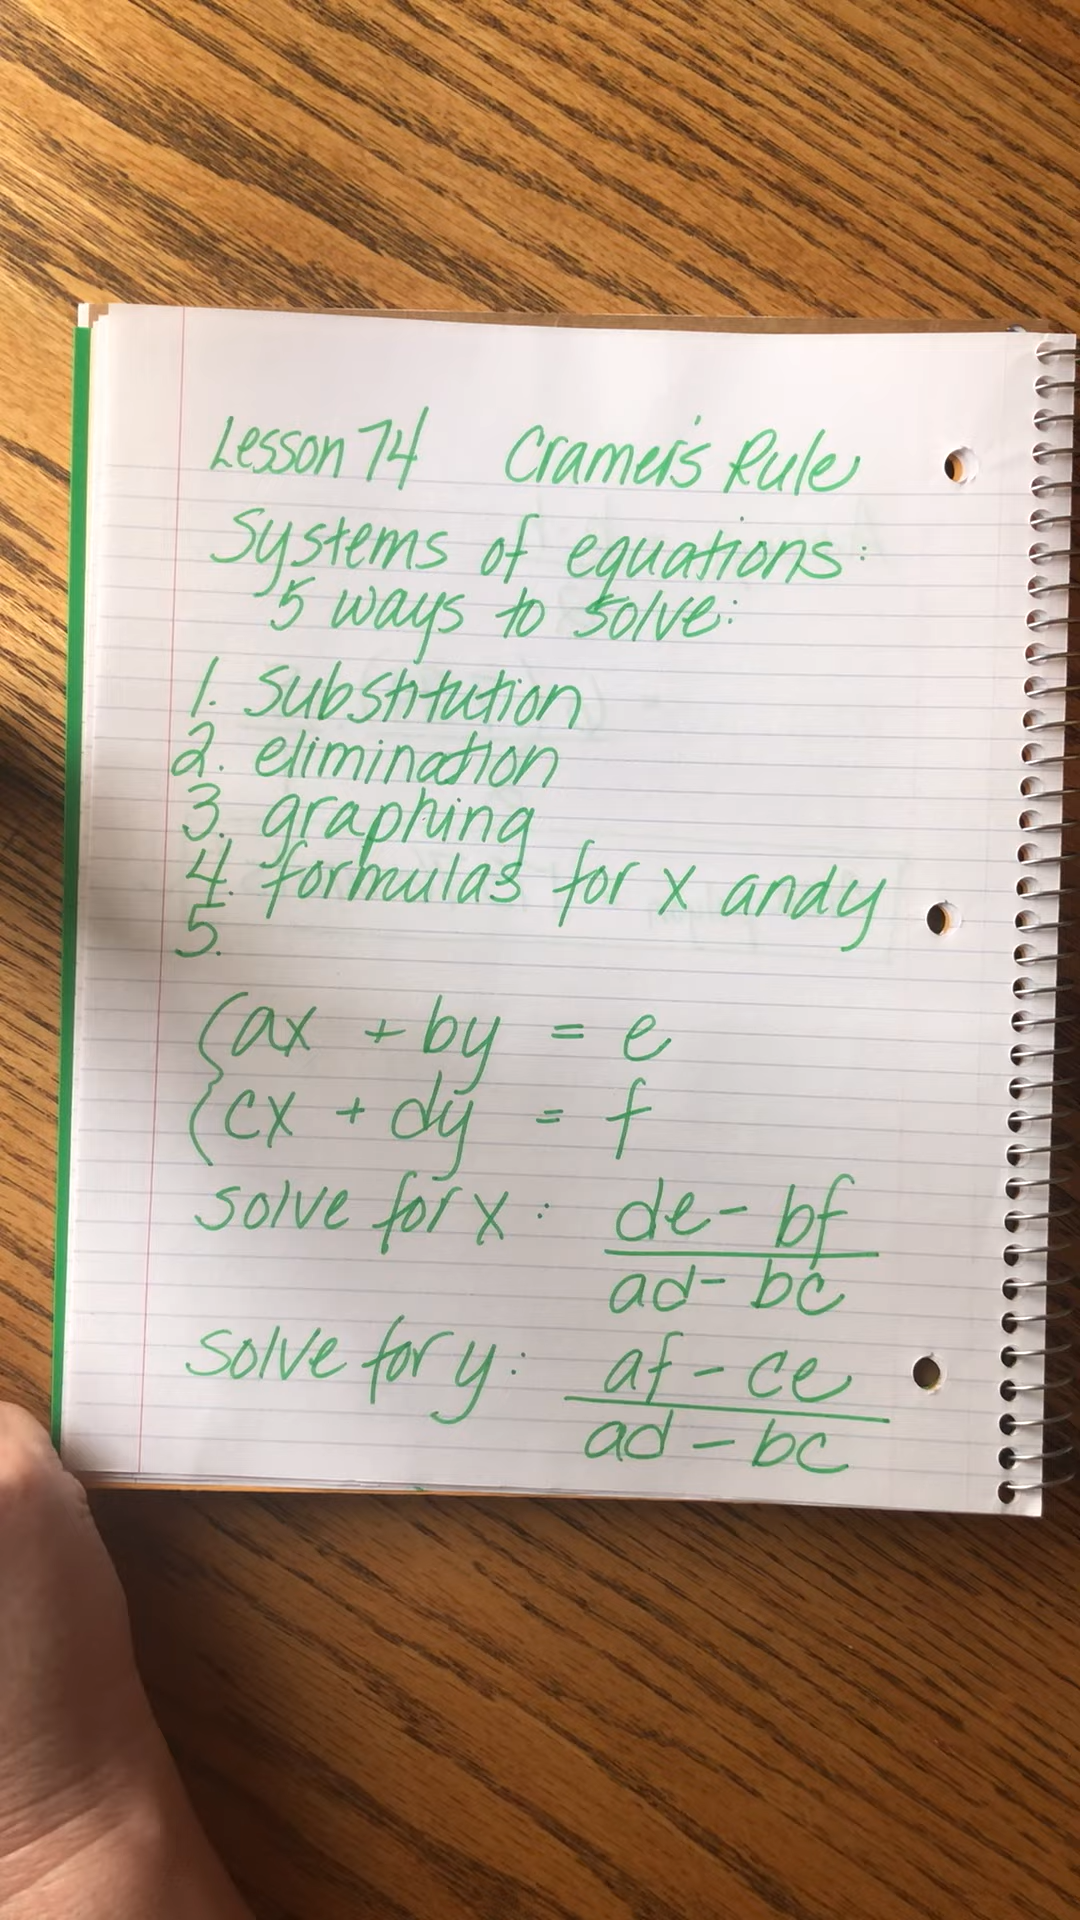 Lesson 74 Cramer's Rule
Systems of equations:
5 ways to solve:
1. substitution
2. elimination
3. graphing
4. formulas for x and y
5.
{ax + by = e
{cx + dy = f
solve for x: de - bf
ad - bc
solve for y: af - ce
ad - bc